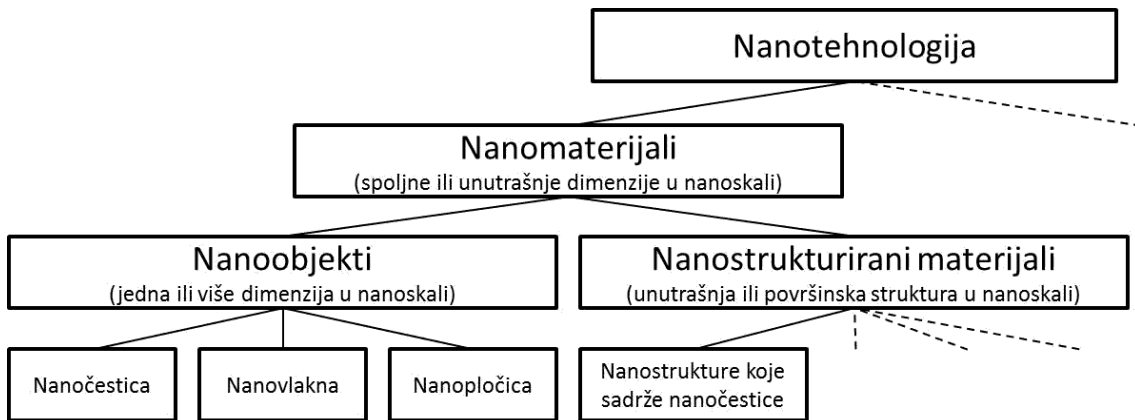 Nanotehnologija
Nanomaterijali
(spoljne ili unutrašnje dimenzije u nanoskali)
Nanoobjekti
(jedna ili više dimenzija u nanoskali)
Nanostrukturirani materijali
(unutrašnja ili površinska struktura u nanoskali)
Nanočestica
Nanovlakna
Nanopločica
Nanostrukture koje
sadrže nanočestice